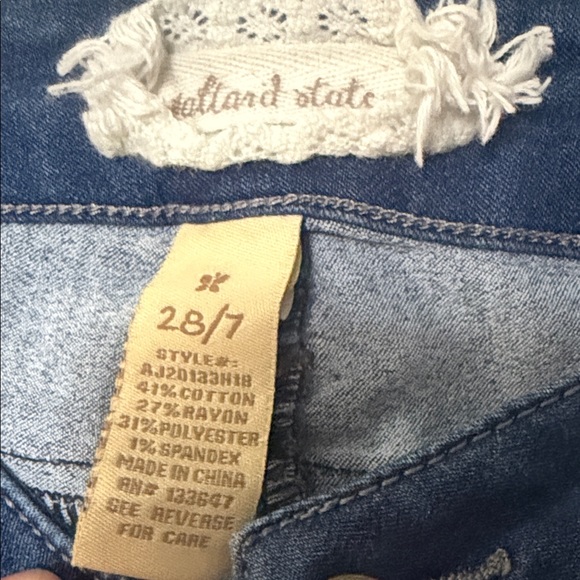 altar'd state
28/7
STYLE#:
AJ20133H18
41%COTTON
27%RAYON
31%POLYESTER
1%SPANDEX
MADE IN CHINA
RN# 133647
SEE REVERSE
FOR CARE